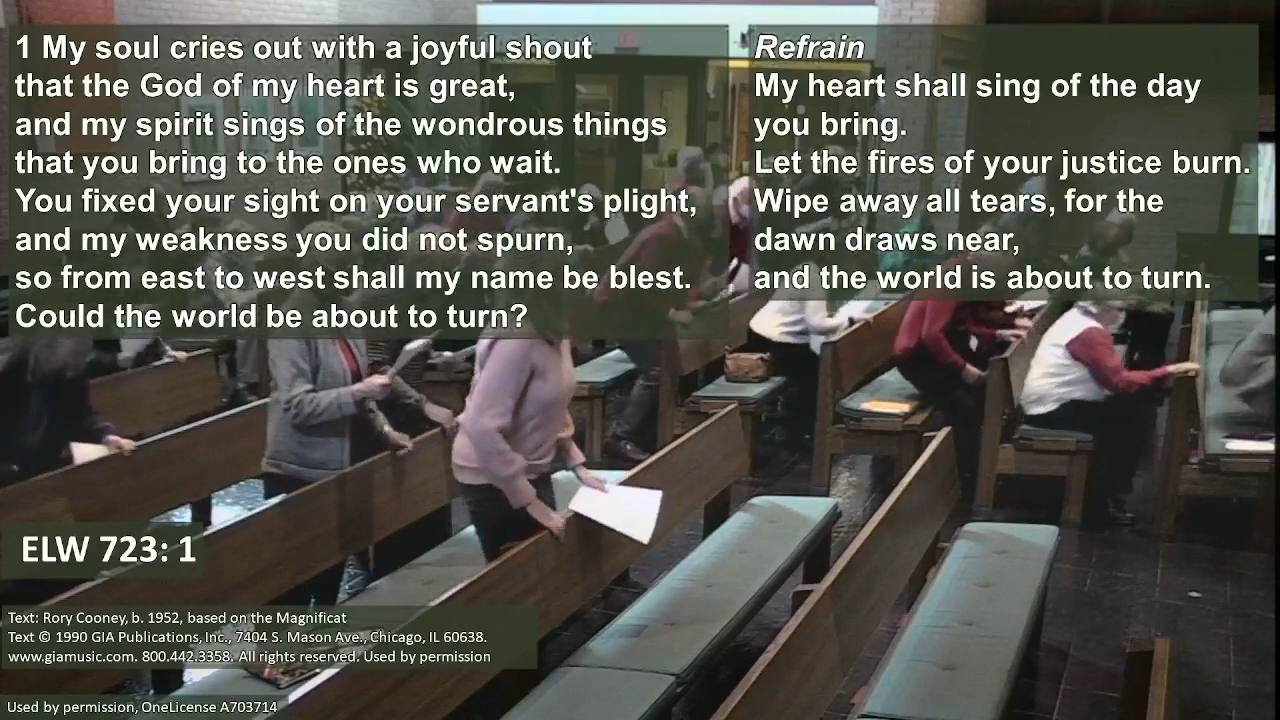 1 My soul cries out with a joyful shout
that the God of my heart is great,
and my spirit sings of the wondrous things
that you bring to the ones who wait.
You fixed your sight on your servant's plight,
and my weakness you did not spurn,
so from east to west shall my name be blest.
Could the world be about to turn?
Refrain
My heart shall sing of the day
you bring.
Let the fires of your justice burn.
Wipe away all tears, for the
dawn draws near,
and the world is about to turn.
ELW 723: 1
Text: Rory Cooney, b. 1952, based on the Magnificat
Text © 1990 GIA Publications, Inc., 7404 S. Mason Ave., Chicago, IL 60638.
www.giamusic.com. 800.442.3358. All rights reserved. Used by permission
Used by permission, OneLicense A703714